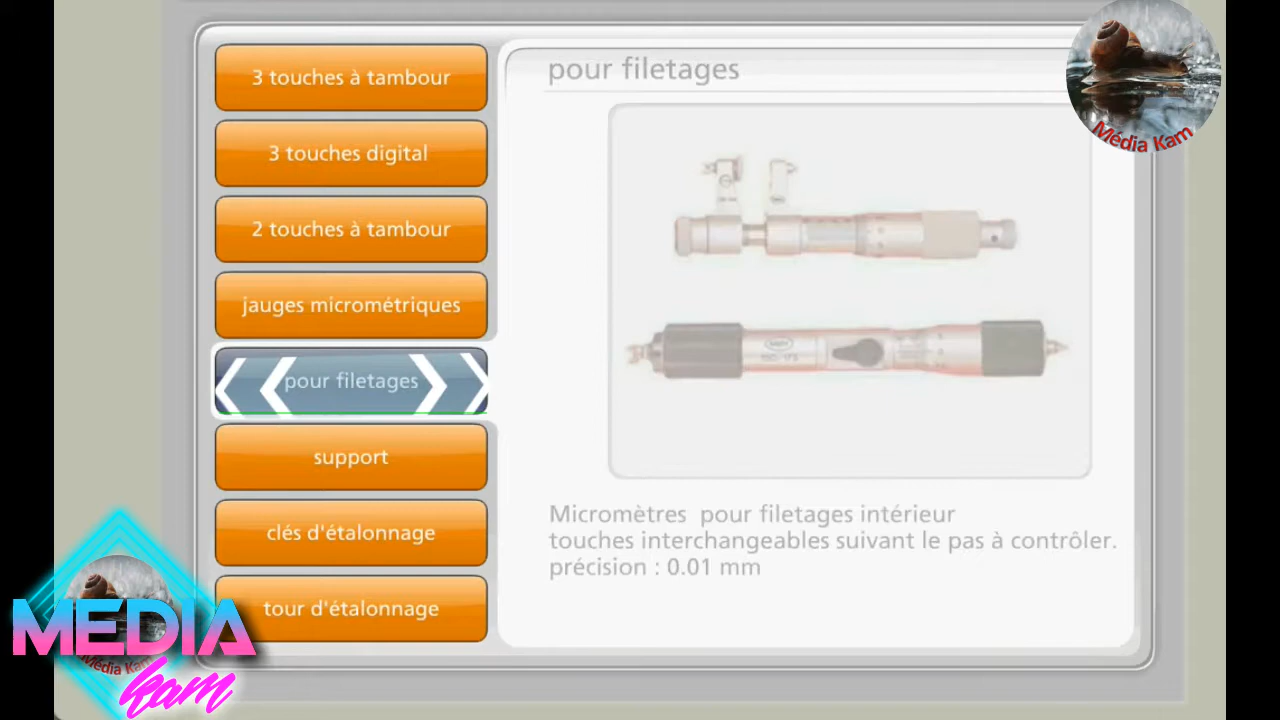 3 touches à tambour
3 touches digital
2 touches à tambour
jauges micrométriques
pour filetages
support
clés d'étalonnage
tour d'étalonnage
pour filetages
Micromètres pour filetages intérieur
touches interchangeables suivant le pas à contrôler.
précision : 0.01 mm
Média Kam
MEDIA
kam
Média Kam